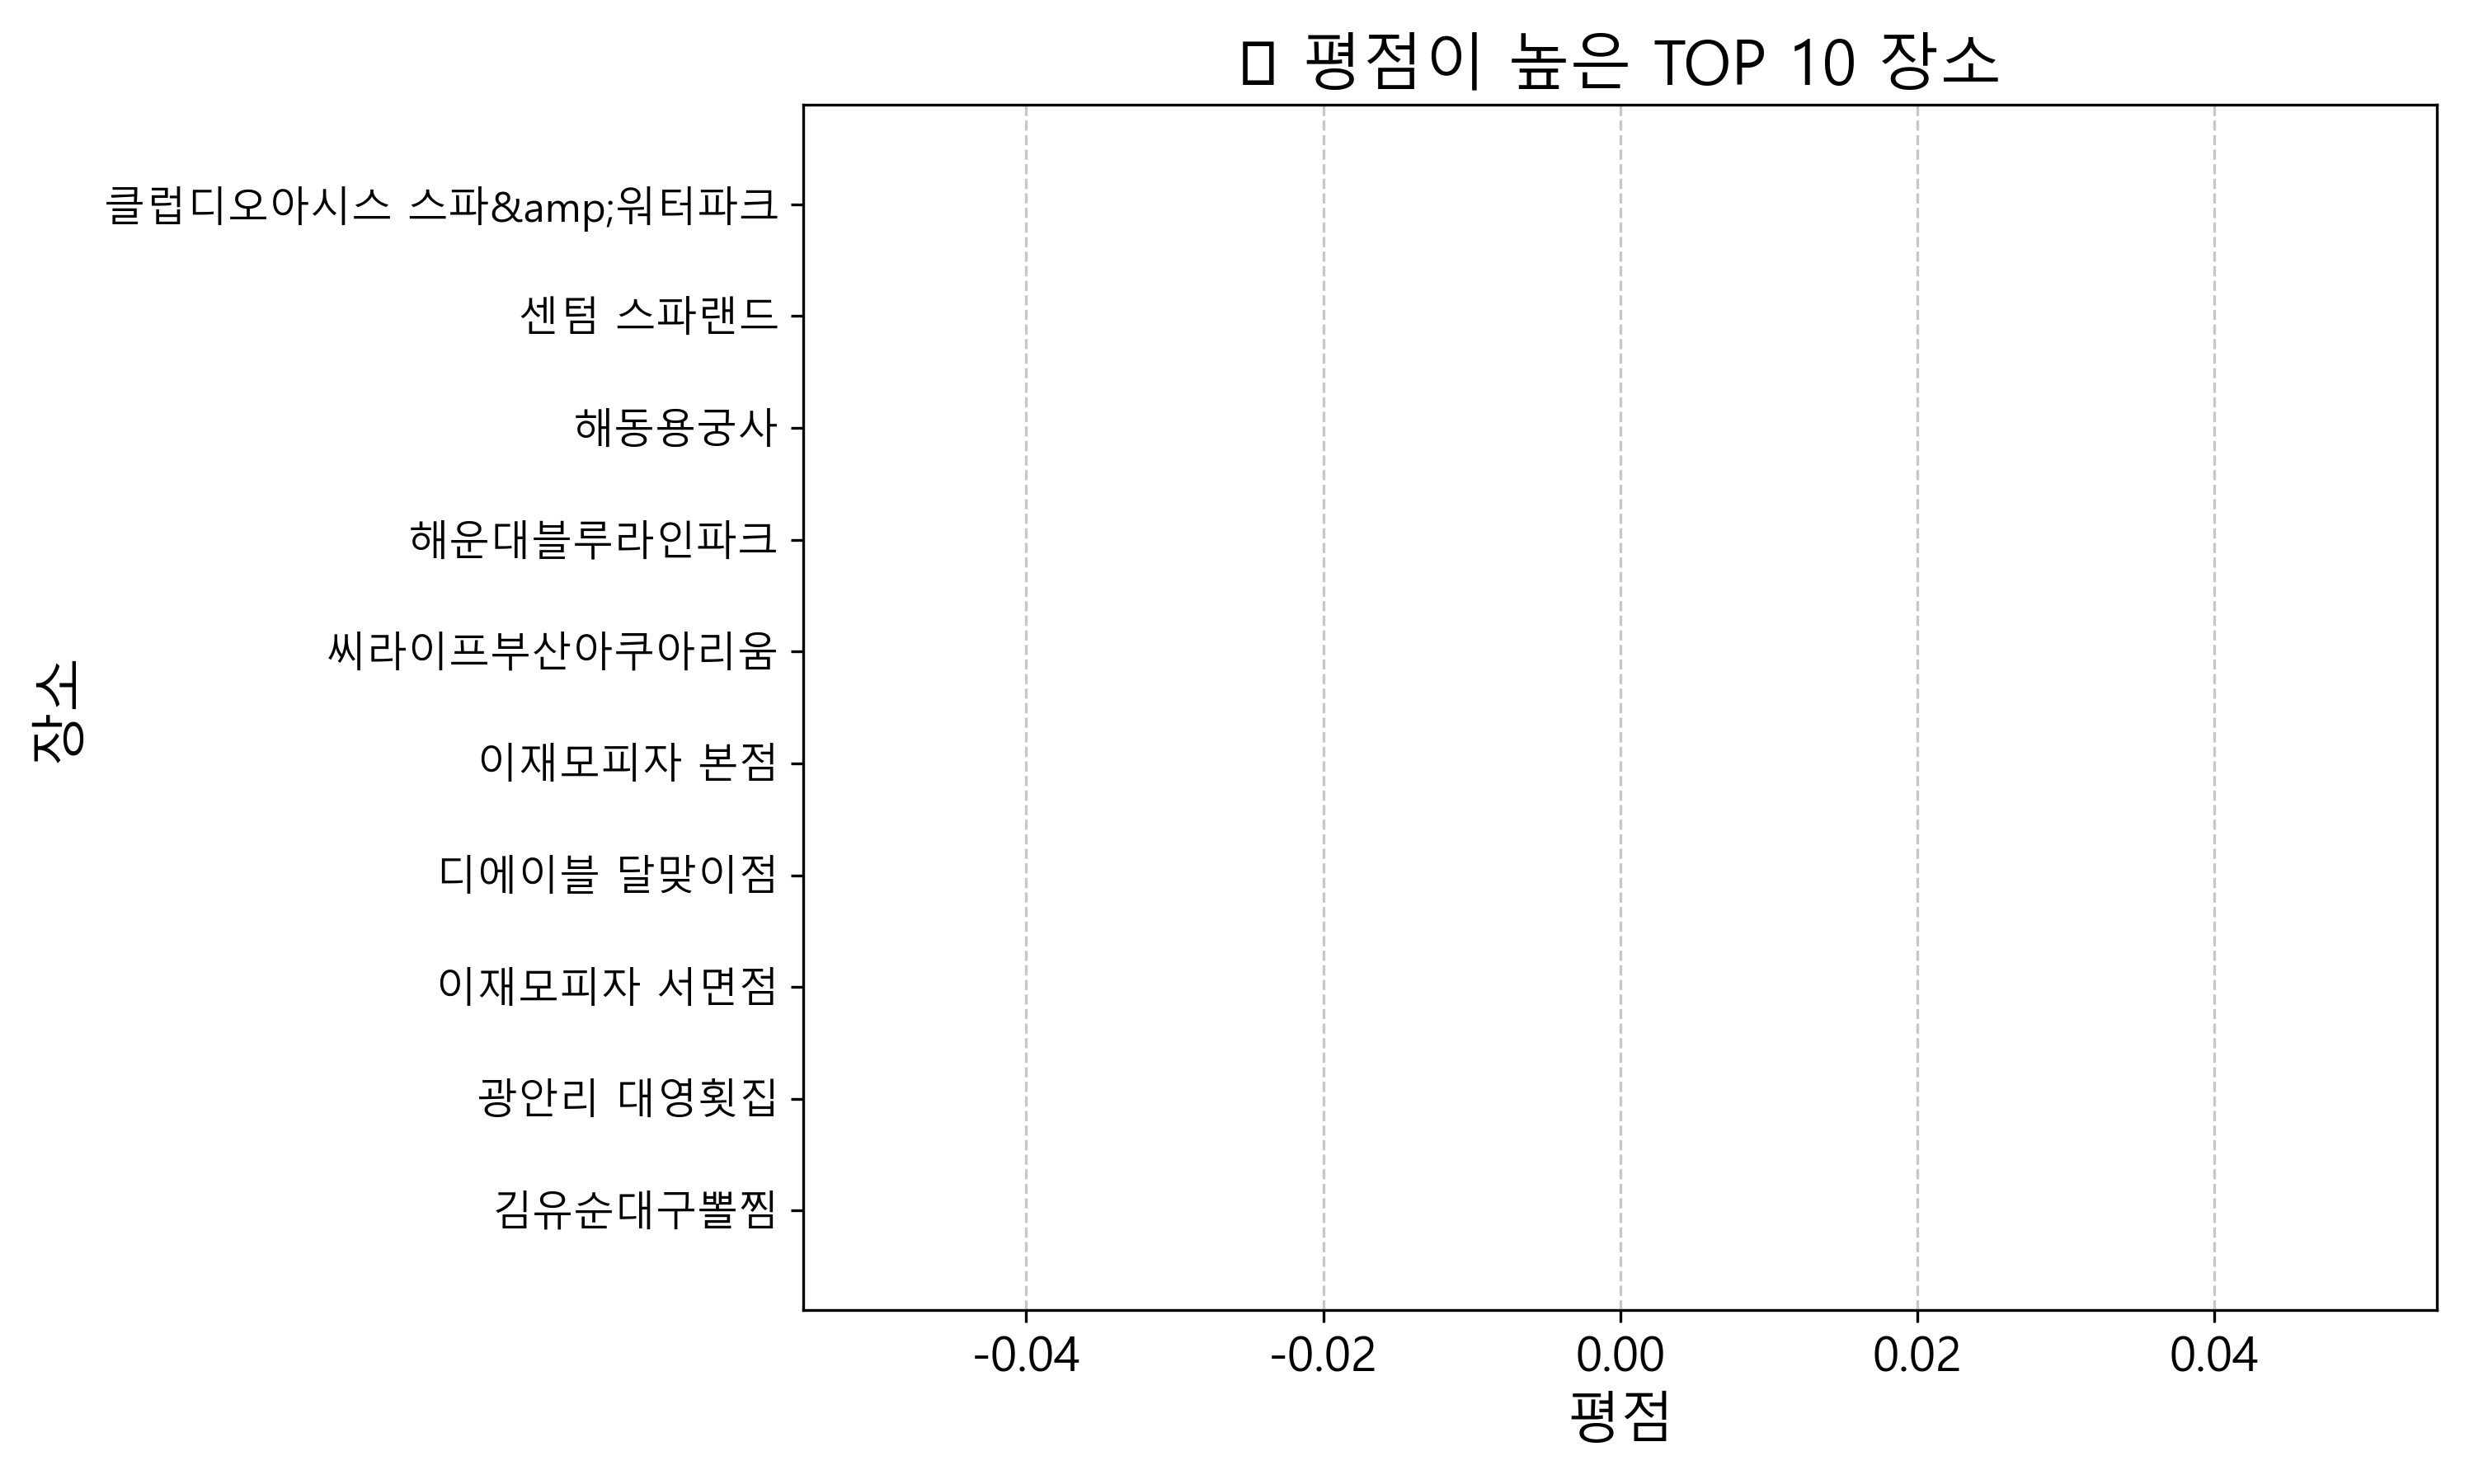 평점이 높은 TOP 10 장소
클럽디오아시스 스파&amp;워터파크
센텀 스파랜드
해동용궁사
해운대블루라인파크
씨라이프부산아쿠아리움
이재모피자 본점
디에이블 달맞이점
이재모피자 서면점
광안리 대영횟집
김유순대구뽈찜
장소
-0.04 -0.02 0.00 0.02 0.04
평점